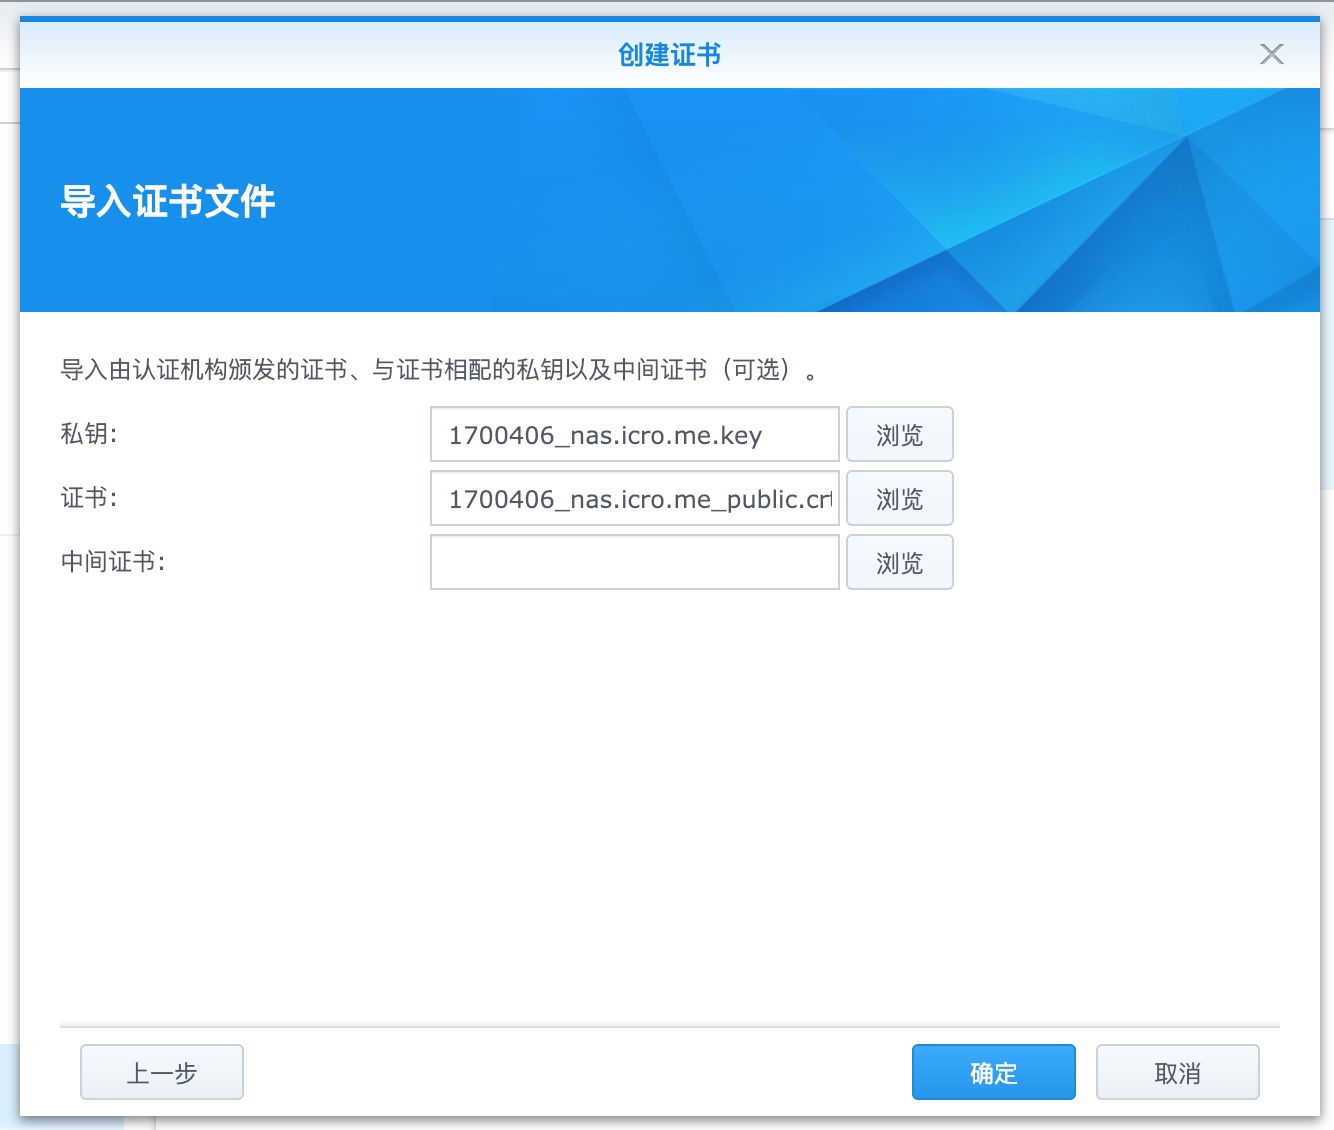 创建证书
导入证书文件
导入由认证机构颁发的证书、与证书相配的私钥以及中间证书（可选）。
私钥: 1700406_nas.icro.me.key 浏览
证书: 1700406_nas.icro.me_public.crt 浏览
中间证书: 浏览
上一步 确定 取消